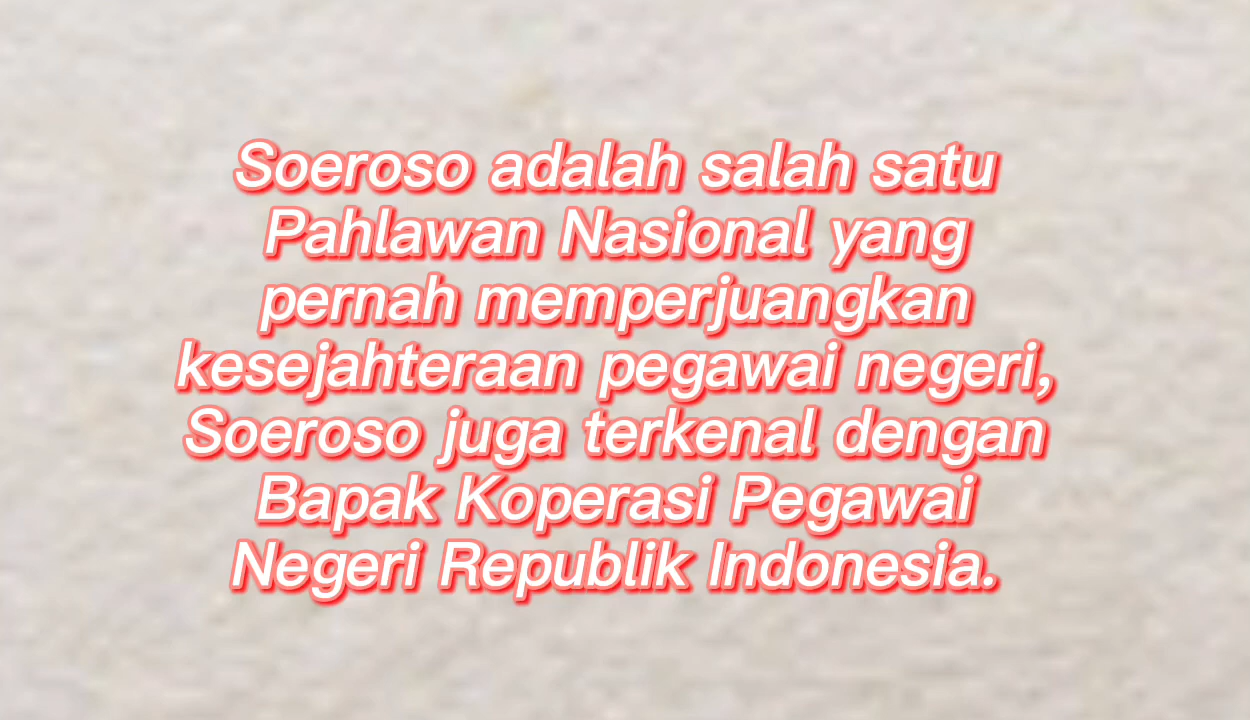 Soeroso adalah salah satu
Pahlawan Nasional yang
pernah memperjuangkan
kesejahteraan pegawai negeri,
Soeroso juga terkenal dengan
Bapak Koperasi Pegawai
Negeri Republik Indonesia.